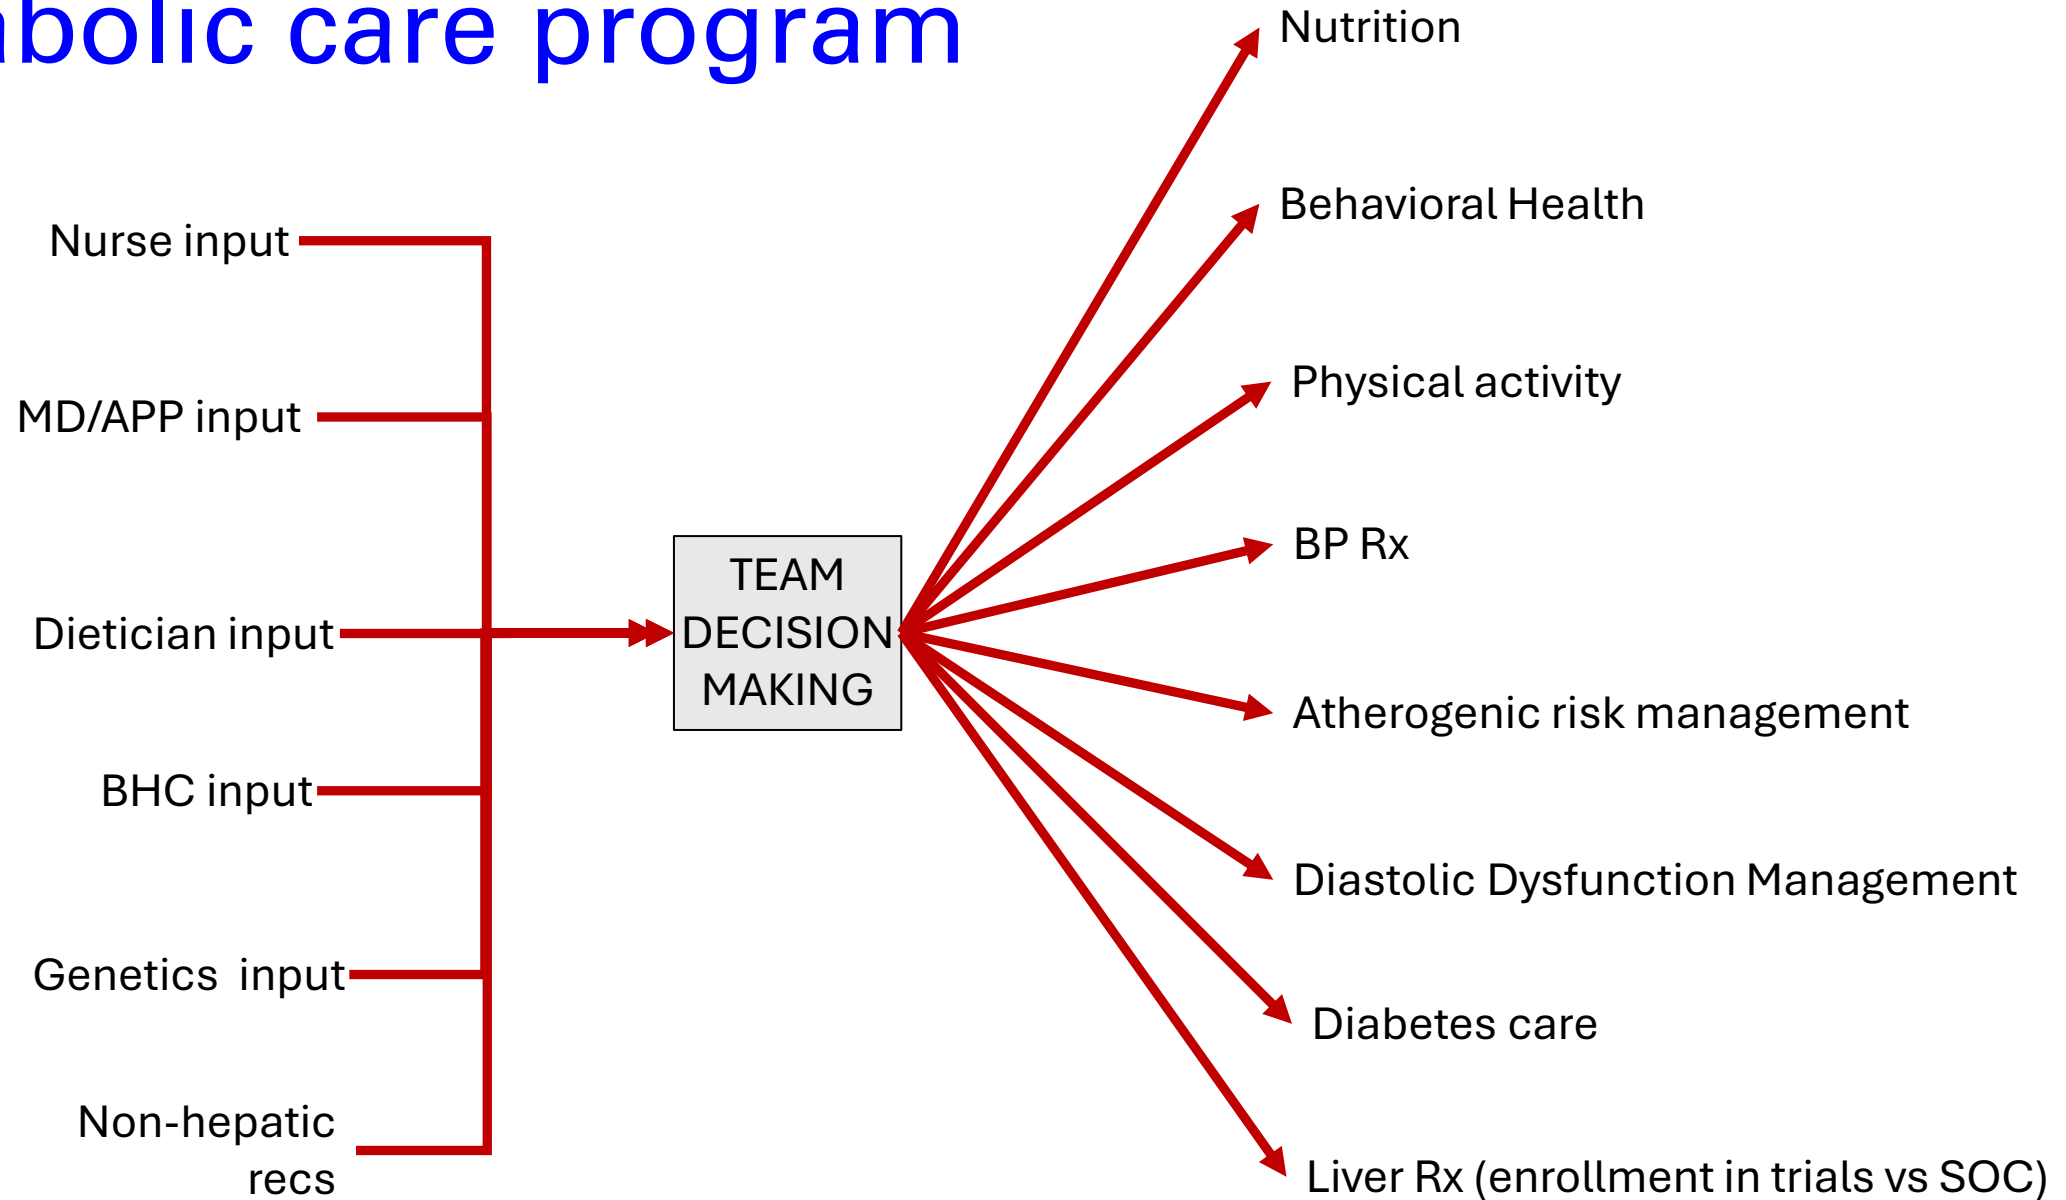 abolic care program
Nurse input
MD/APP input
Dietician input
BHC input
Genetics  input
Non-hepatic
recs
TEAM
DECISION
MAKING
Nutrition
Behavioral Health
Physical activity
BP Rx
Atherogenic risk management
Diastolic Dysfunction Management
Diabetes care
Liver Rx (enrollment in trials vs SOC)